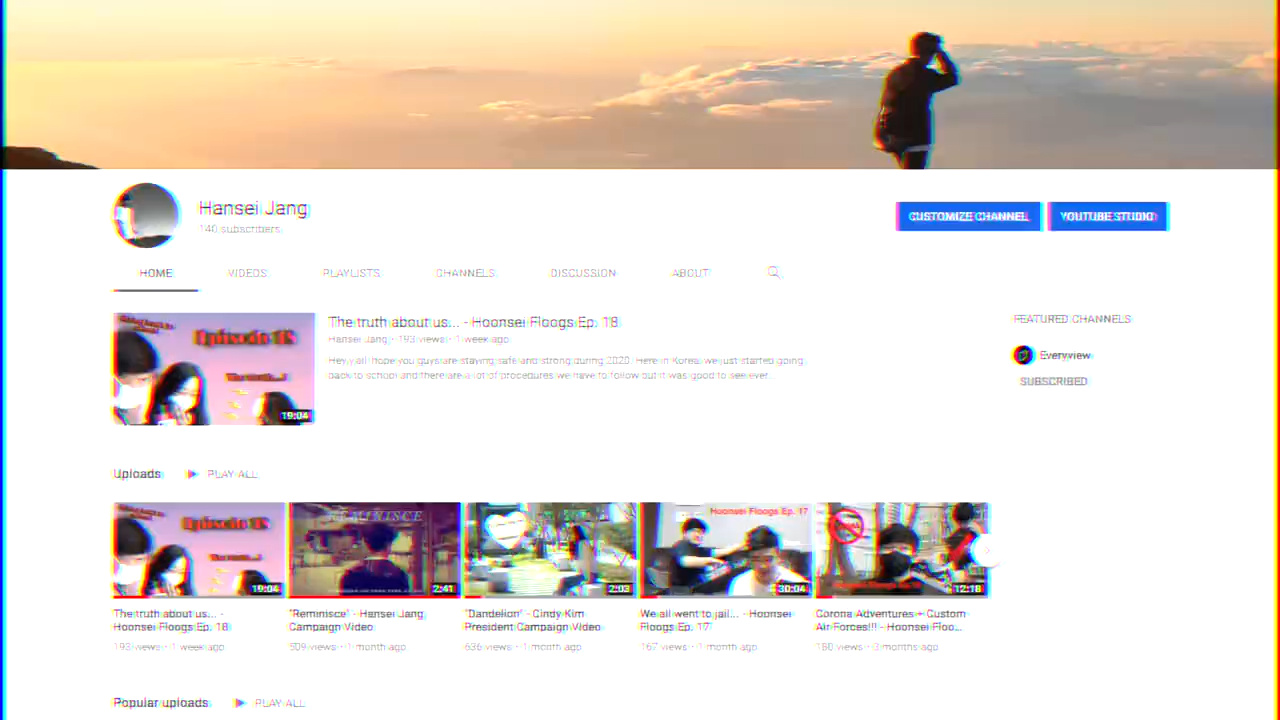 Hansei Jang
140 subscribers
CUSTOMIZE CHANNEL
YOUTUBE STUDIO
HOME VIDEOS PLAYLISTS CHANNELS DISCUSSION ABOUT
Episode 18
19:04
The truth about us... - Hoonsei Floogs Ep. 18
Hansei Jang · 193 views · 1 week ago
Hey y'all hope you guys are staying safe and strong during 2020. Here in Korea, we just started going
back to school and there are a lot of procedures we have to follow but it was good to see ever...
FEATURED CHANNELS
Everyview
SUBSCRIBED
Uploads PLAY ALL
Episode 18
19:04
REMINISCE
2:41
2:03
Hoonsei Floogs Ep. 17
30:04
12:18
The truth about us... -
Hoonsei Floogs Ep. 18
193 views · 1 week ago
"Reminisce" - Hansei Jang
Campaign Video
509 views · 1 month ago
"Dandelion" - Cindy Kim
President Campaign Video
636 views · 1 month ago
We all went to jail... - Hoonsei
Floogs Ep. 17
167 views · 1 month ago
Corona Adventures + Custom
Air Forces!!! - Hoonsei Floo...
180 views · 3 months ago
Popular uploads PLAY ALL